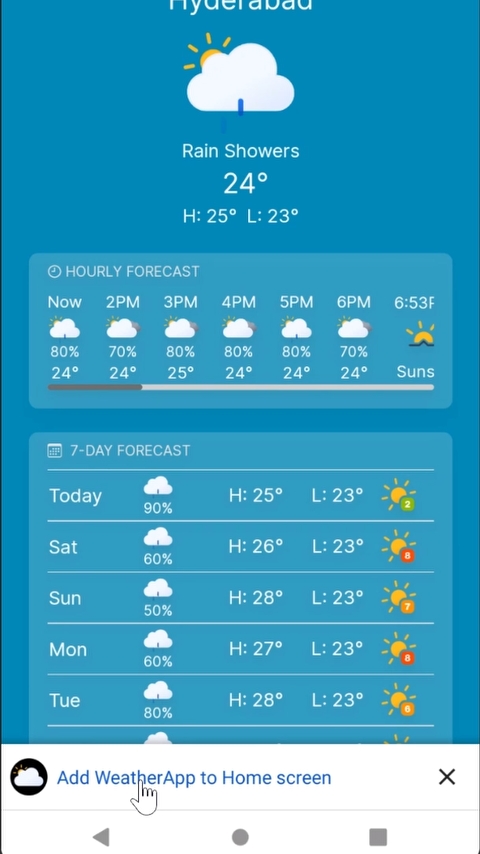 Hyderabad
Rain Showers
24°
H: 25° L: 23°
HOURLY FORECAST
Now 2PM 3PM 4PM 5PM 6PM 6:53P
80% 70% 80% 80% 80% 70%
24° 24° 25° 24° 24° 24° Suns
7-DAY FORECAST
Today 90% H: 25° L: 23° 2
Sat 60% H: 26° L: 23° 8
Sun 50% H: 28° L: 23° 7
Mon 60% H: 27° L: 23° 8
Tue 80% H: 28° L: 23° 6
Add WeatherApp to Home screen